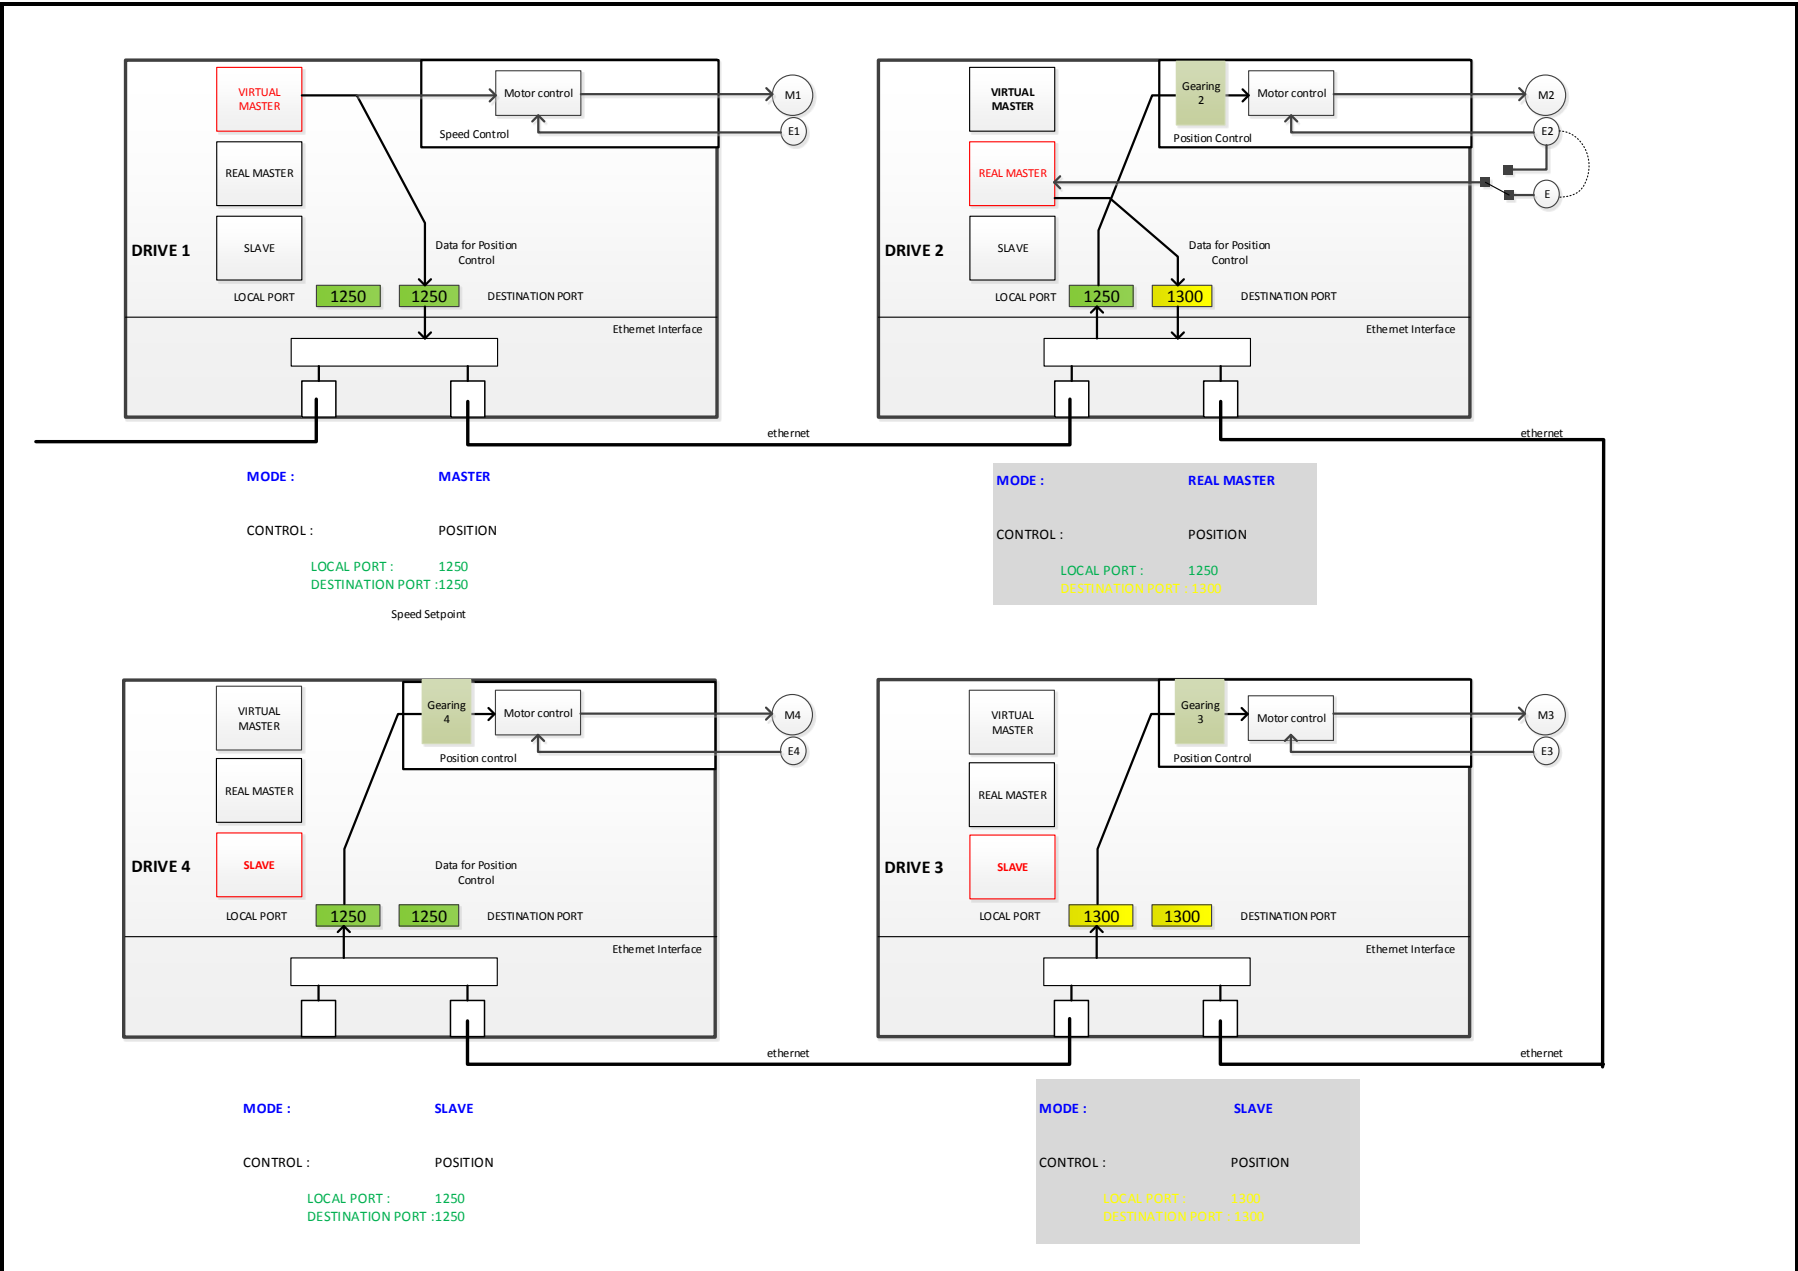 VIRTUAL
MASTER
REAL MASTER
SLAVE
DRIVE 1
Motor control
Speed Control
M1
E1
Data for Position
Control
LOCAL PORT
1250
1250
DESTINATION PORT
Ethernet Interface
VIRTUAL
MASTER
REAL MASTER
SLAVE
DRIVE 2
Gearing
2
Motor control
Position Control
M2
E2
E
Data for Position
Control
LOCAL PORT
1250
1300
DESTINATION PORT
Ethernet Interface
ethernet
ethernet
MODE : MASTER
CONTROL : POSITION
LOCAL PORT : 1250
DESTINATION PORT :1250
Speed Setpoint
MODE : REAL MASTER
CONTROL : POSITION
LOCAL PORT : 1250
DESTINATION PORT : 1300
VIRTUAL
MASTER
REAL MASTER
SLAVE
DRIVE 4
Gearing
4
Motor control
Position control
M4
E4
Data for Position
Control
LOCAL PORT
1250
1250
DESTINATION PORT
Ethernet Interface
VIRTUAL
MASTER
REAL MASTER
SLAVE
DRIVE 3
Gearing
3
Motor control
Position Control
M3
E3
LOCAL PORT
1300
1300
DESTINATION PORT
Ethernet Interface
ethernet
ethernet
MODE : SLAVE
CONTROL : POSITION
LOCAL PORT : 1250
DESTINATION PORT :1250
MODE : SLAVE
CONTROL : POSITION
LOCAL PORT : 1300
DESTINATION PORT : 1300